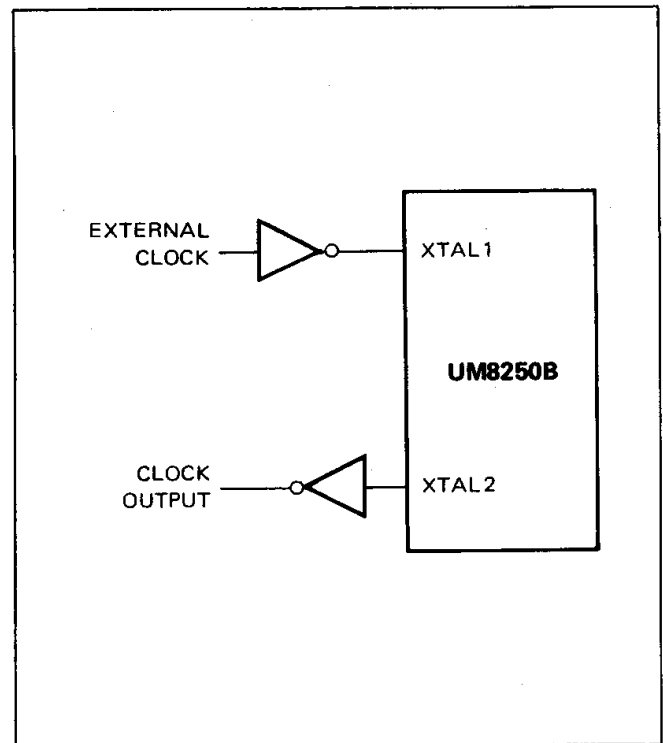 EXTERNAL
CLOCK
XTAL1
UM8250B
CLOCK
OUTPUT
XTAL2